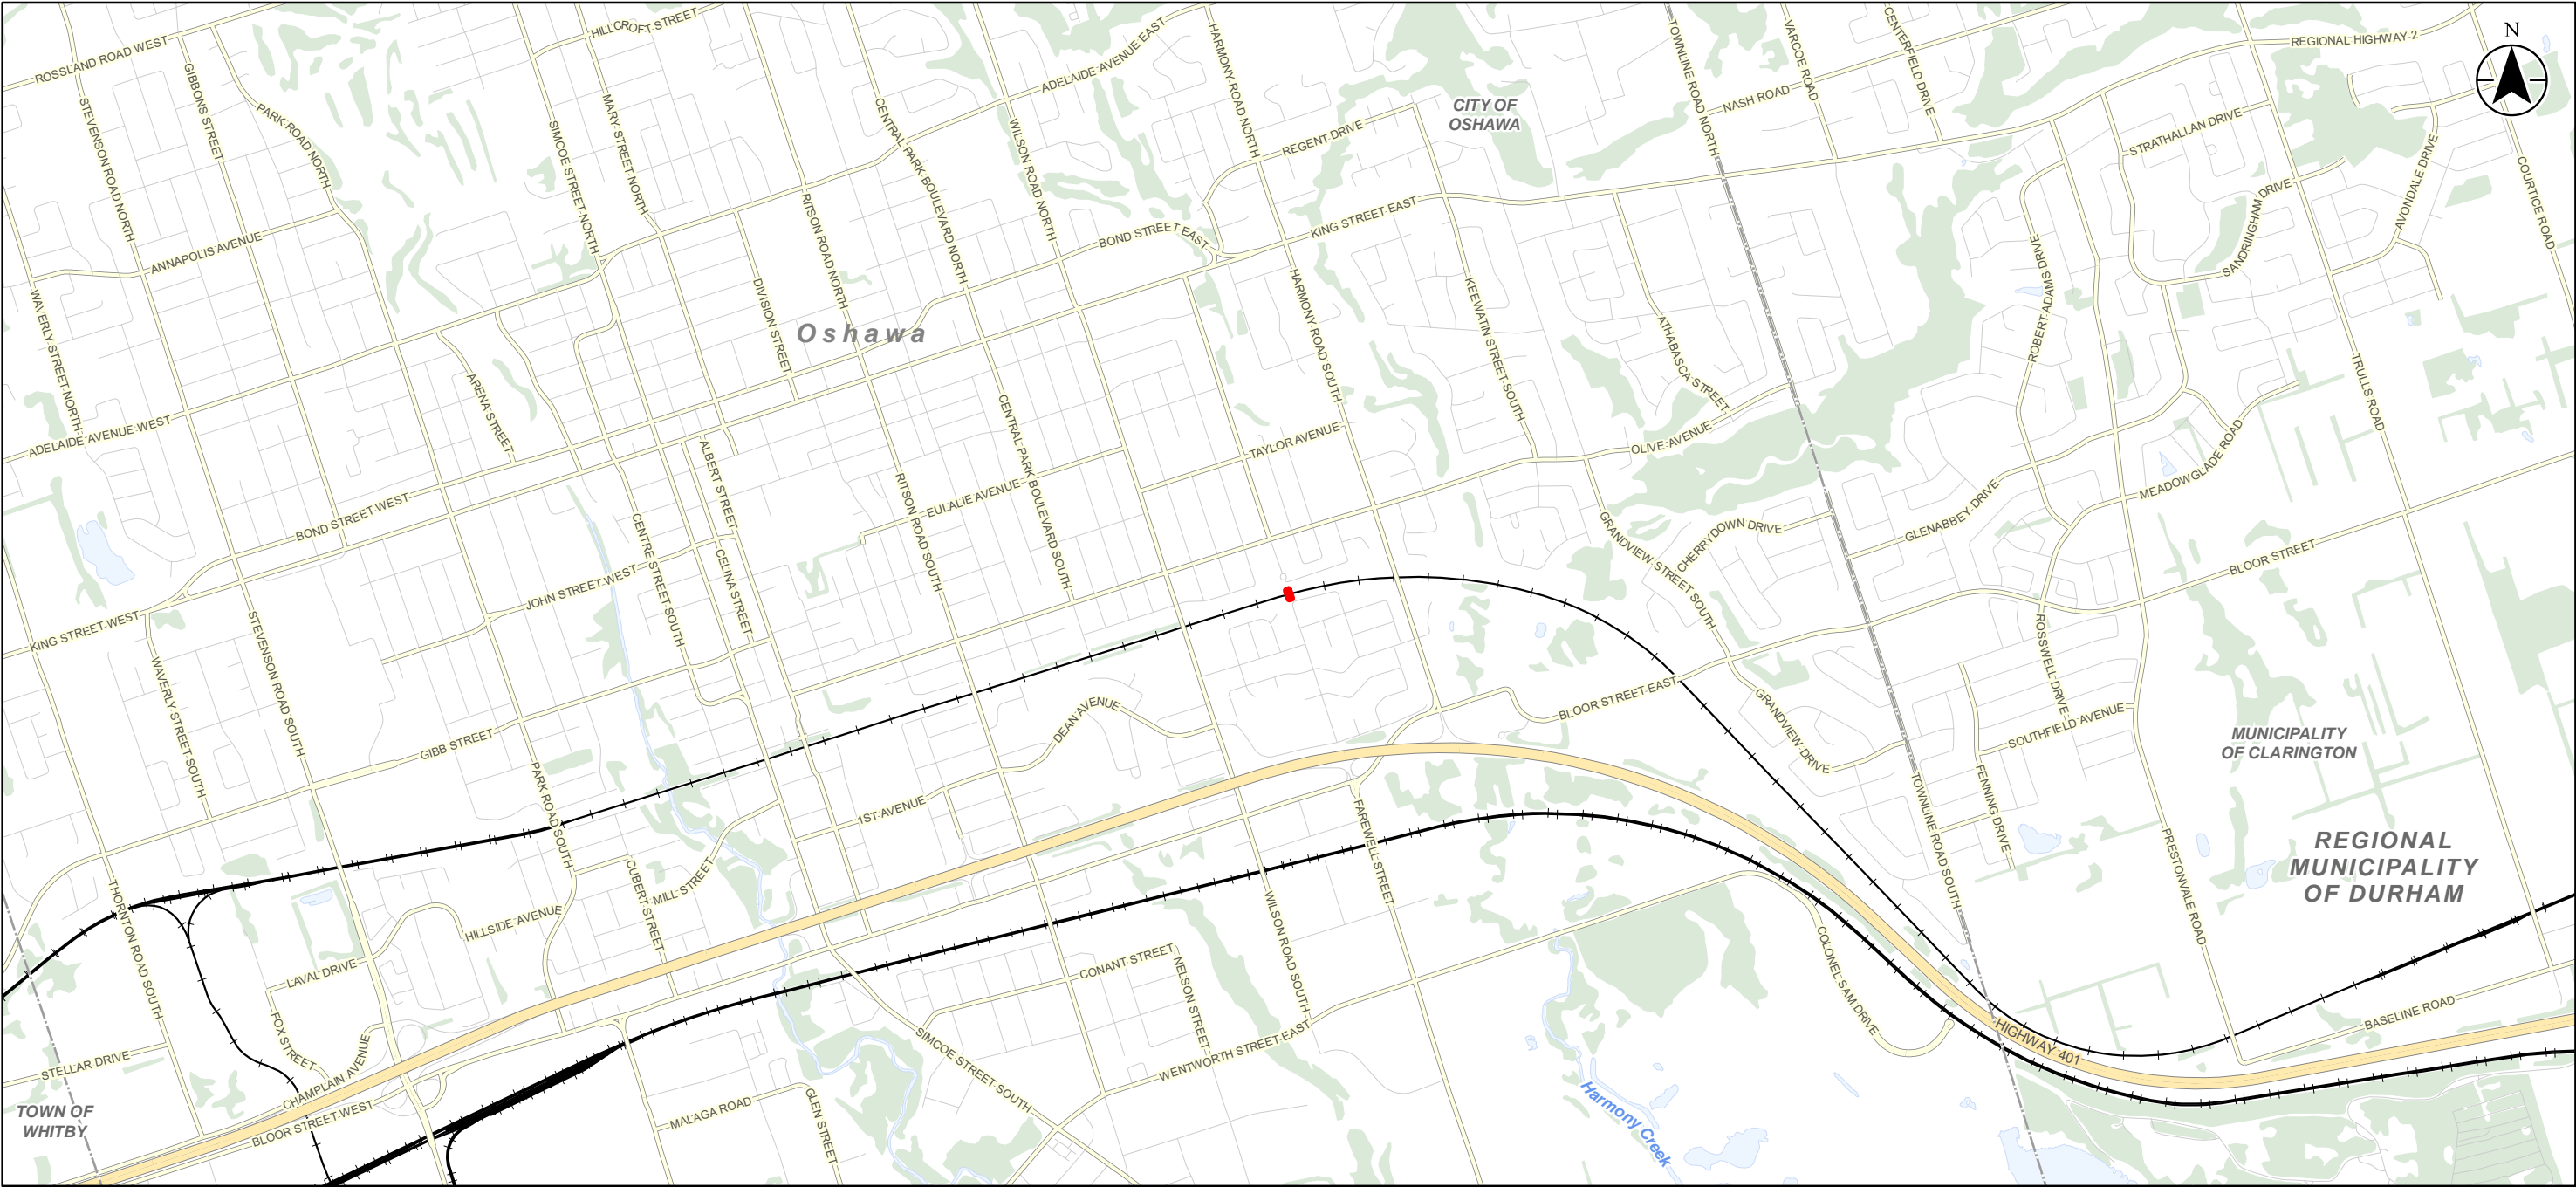 N
ROSSLAND ROAD WEST
GIBBONS STREET
STEVENSON ROAD NORTH
PARK ROAD NORTH
HILLCROFT STREET
SIMCOE STREET NORTH
MARY STREET NORTH
CENTRAL PARK BOULEVARD NORTH
ADELAIDE AVENUE EAST
WILSON ROAD NORTH
HARMONY ROAD NORTH
REGENT DRIVE
CITY OF
OSHAWA
TOWNLINE ROAD NORTH
NASH ROAD
VARCOE ROAD
CENTERFIELD DRIVE
REGIONAL HIGHWAY 2
STRATHALLAN DRIVE
AVONDALE DRIVE
COURTICE ROAD
SANDRINGHAM DRIVE
ROBERT ADAMS DRIVE
ANNAPOLIS AVENUE
WAVERLY STREET NORTH
RITSON ROAD NORTH
DIVISION STREET
Oshawa
BOND STREET EAST
KING STREET EAST
HARMONY ROAD SOUTH
KEEWATIN STREET SOUTH
ATHABASCA STREET
OLIVE AVENUE
TRULLS ROAD
MEADOWGLADE ROAD
GLENABBEY DRIVE
ADELAIDE AVENUE WEST
ARENA STREET
BOND STREET WEST
ALBERT STREET
CELINA STREET
CENTRE STREET SOUTH
JOHN STREET WEST
EULALIE AVENUE
CENTRAL PARK BOULEVARD SOUTH
RITSON ROAD SOUTH
TAYLOR AVENUE
CHERRYDOWN DRIVE
GRANDVIEW STREET SOUTH
BLOOR STREET
KING STREET WEST
WAVERLY STREET SOUTH
STEVENSON ROAD SOUTH
GIBB STREET
PARK ROAD SOUTH
DEAN AVENUE
1ST AVENUE
BLOOR STREET EAST
GRANDVIEW DRIVE
ROSSWELL DRIVE
SOUTHFIELD AVENUE
FENNING DRIVE
TOWNLINE ROAD SOUTH
PRESTONVALE ROAD
MUNICIPALITY
OF CLARINGTON
REGIONAL
MUNICIPALITY
OF DURHAM
THORNTON ROAD SOUTH
HILLSIDE AVENUE
CUBERT STREET
MILL STREET
FAREWELL STREET
WILSON ROAD SOUTH
LAVAL DRIVE
FOX STREET
CONANT STREET
NELSON STREET
COLONEL SAM DRIVE
STELLAR DRIVE
CHAMPLAIN AVENUE
BLOOR STREET WEST
SIMCOE STREET SOUTH
WENTWORTH STREET EAST
HIGHWAY 401
BASELINE ROAD
MALAGA ROAD
GLEN STREET
Harmony Creek
TOWN OF
WHITBY